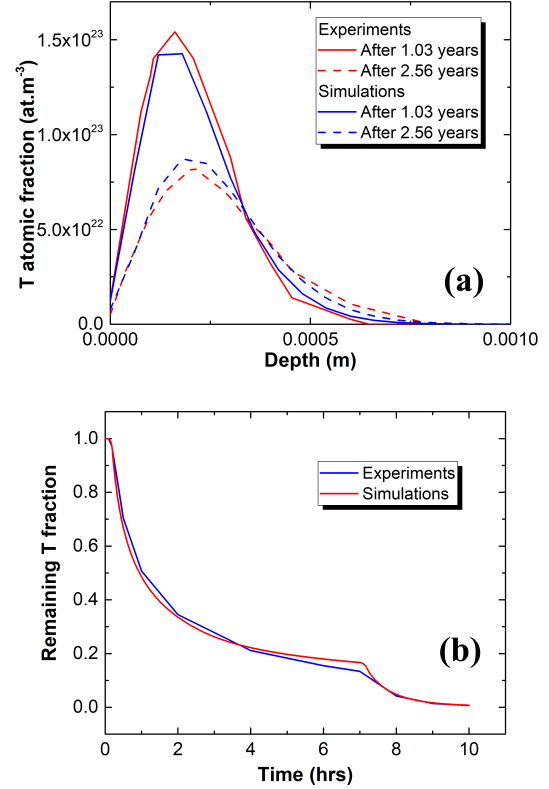 Experiments
After 1.03 years
After 2.56 years
Simulations
After 1.03 years
After 2.56 years
T atomic fraction (at.m⁻³)
1.5x10²³
1.0x10²³
5.0x10²²
0.0
(a)
0.0000 0.0005 0.0010
Depth (m)
Experiments
Simulations
Remaining T fraction
1.0
0.8
0.6
0.4
0.2
0.0
(b)
0 2 4 6 8 10
Time (hrs)